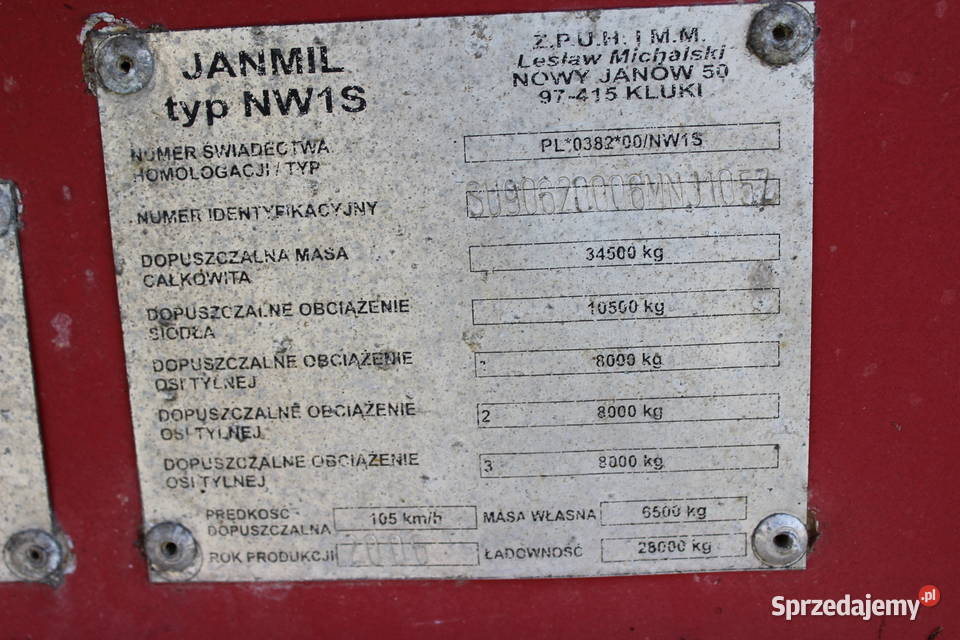 JANMIL
typ NW1S
Z.P.U.H. I M.M.
Lesław Michalski
NOWY JANÓW 50
97-415 KLUKI
NUMER ŚWIADECTWA
HOMOLOGACJI / TYP
PL*0382*00/NW1S
NUMER IDENTYFIKACYJNY
DOPUSZCZALNA MASA
CAŁKOWITA
34500 kg
DOPUSZCZALNE OBCIĄŻENIE
SIODŁA
10500 kg
DOPUSZCZALNE OBCIĄŻENIE
OSI TYLNEJ
8000 kg
DOPUSZCZALNE OBCIĄŻENIE
OSI TYLNEJ
2 8000 kg
DOPUSZCZALNE OBCIĄŻENIE
OSI TYLNEJ
3 8000 kg
PRĘDKOŚĆ
DOPUSZCZALNA
105 km/h
MASA WŁASNA
6500 kg
ROK PRODUKCJI
2006
ŁADOWNOŚĆ
28000 kg
Sprzedajemy.pl